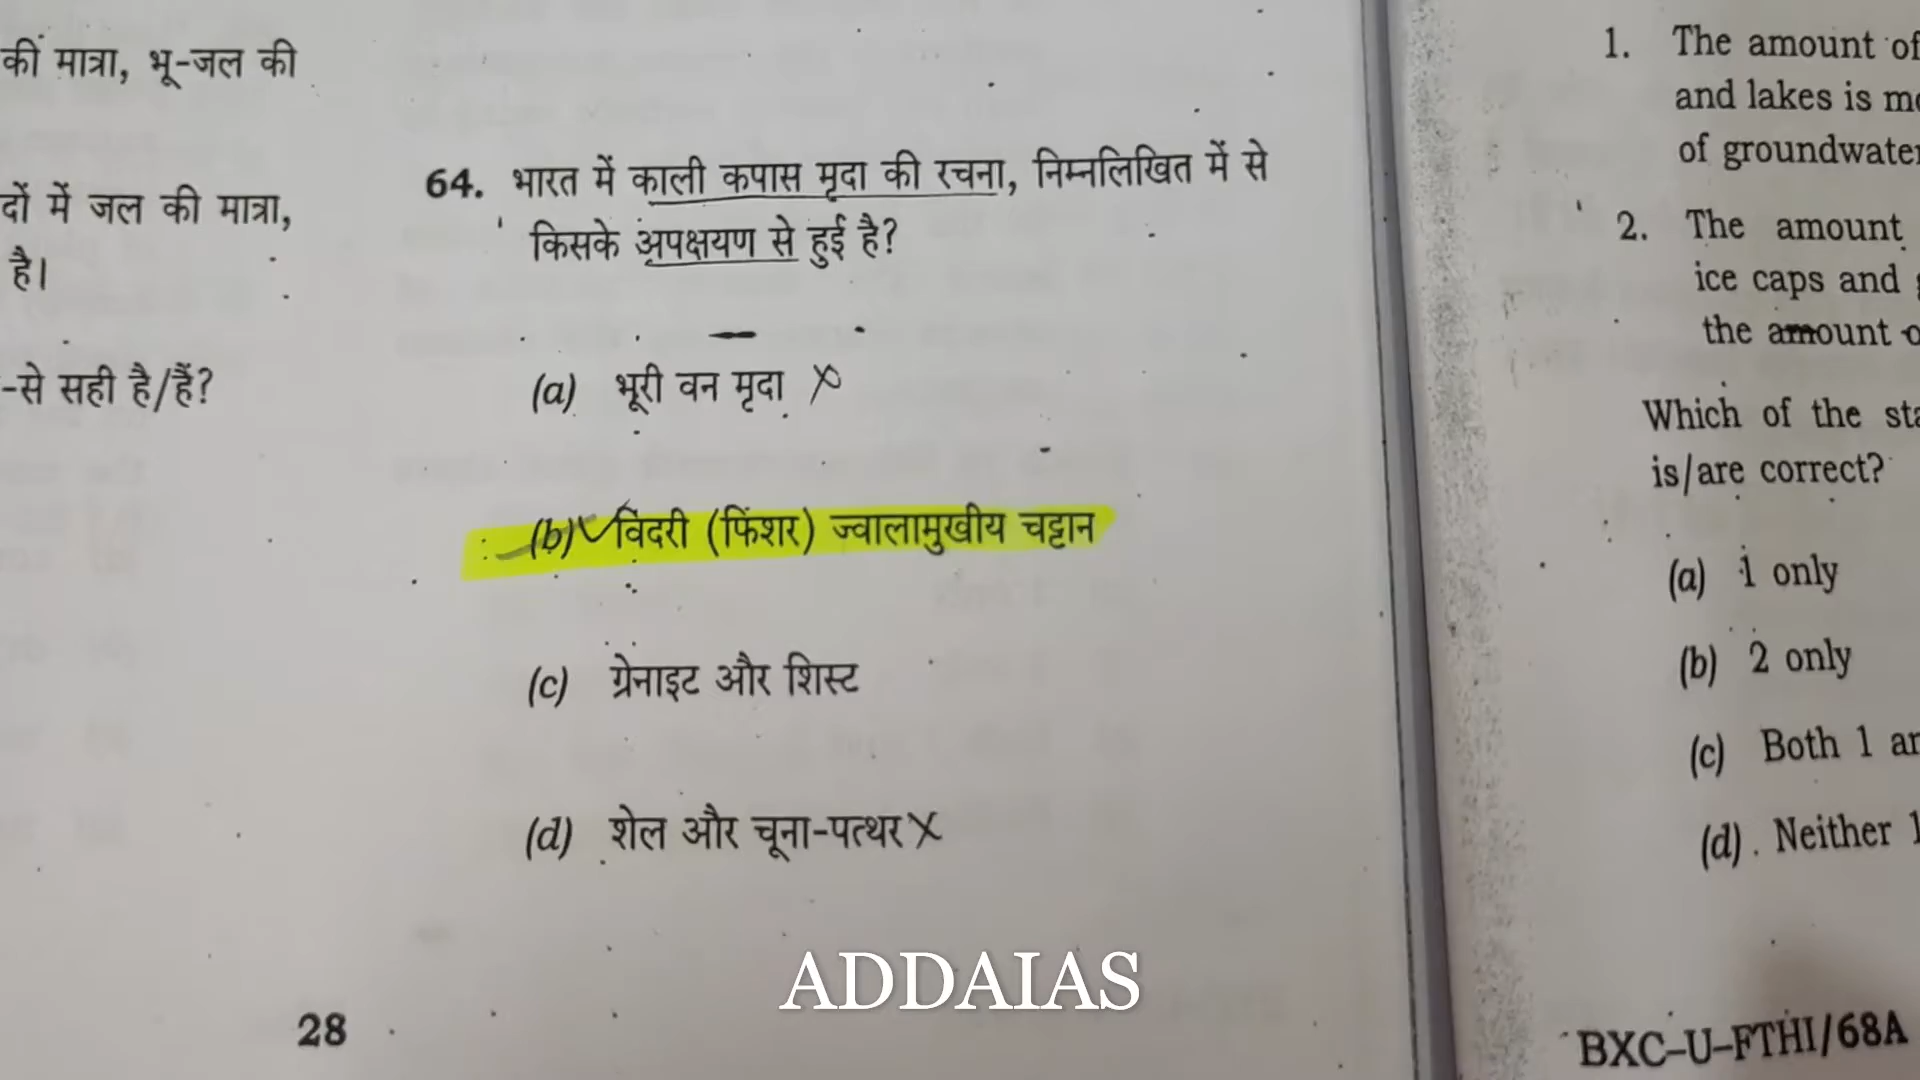 की मात्रा, भू-जल की
दों में जल की मात्रा,
है।
-से सही है/हैं?
64. भारत में काली कपास मृदा की रचना, निम्नलिखित में से
किसके अपक्षयण से हुई है?
(a) भूरी वन मृदा
(b) विदरी (फिशर) ज्वालामुखीय चट्टान
(c) ग्रेनाइट और शिस्ट
(d) शेल और चूना-पत्थर
28
ADDAIAS
1. The amount of
and lakes is
of groundwater
2. The amount
ice caps and
the amount
Which of the
is/are correct?
(a) 1 only
(b) 2 only
(c) Both 1
(d) Neither 1
BXC-U-FTHI/68A